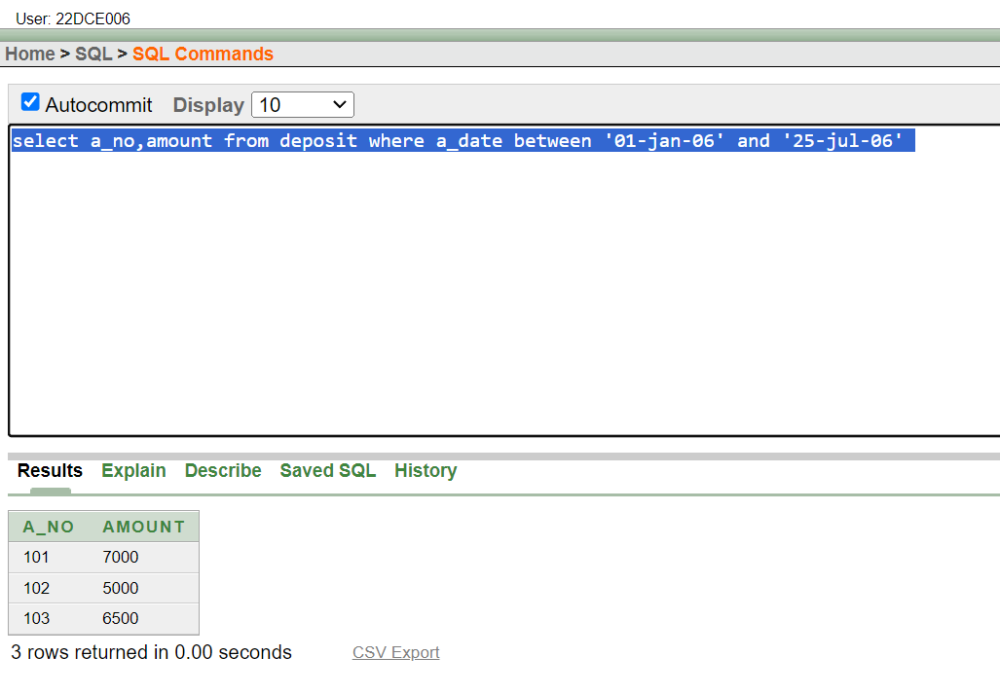 User: 22DCE006
Home > SQL > SQL Commands
Autocommit Display 10
select a_no,amount from deposit where a_date between '01-jan-06' and '25-jul-06'
Results Explain Describe Saved SQL History
A_NO AMOUNT
101 7000
102 5000
103 6500
3 rows returned in 0.00 seconds CSV Export